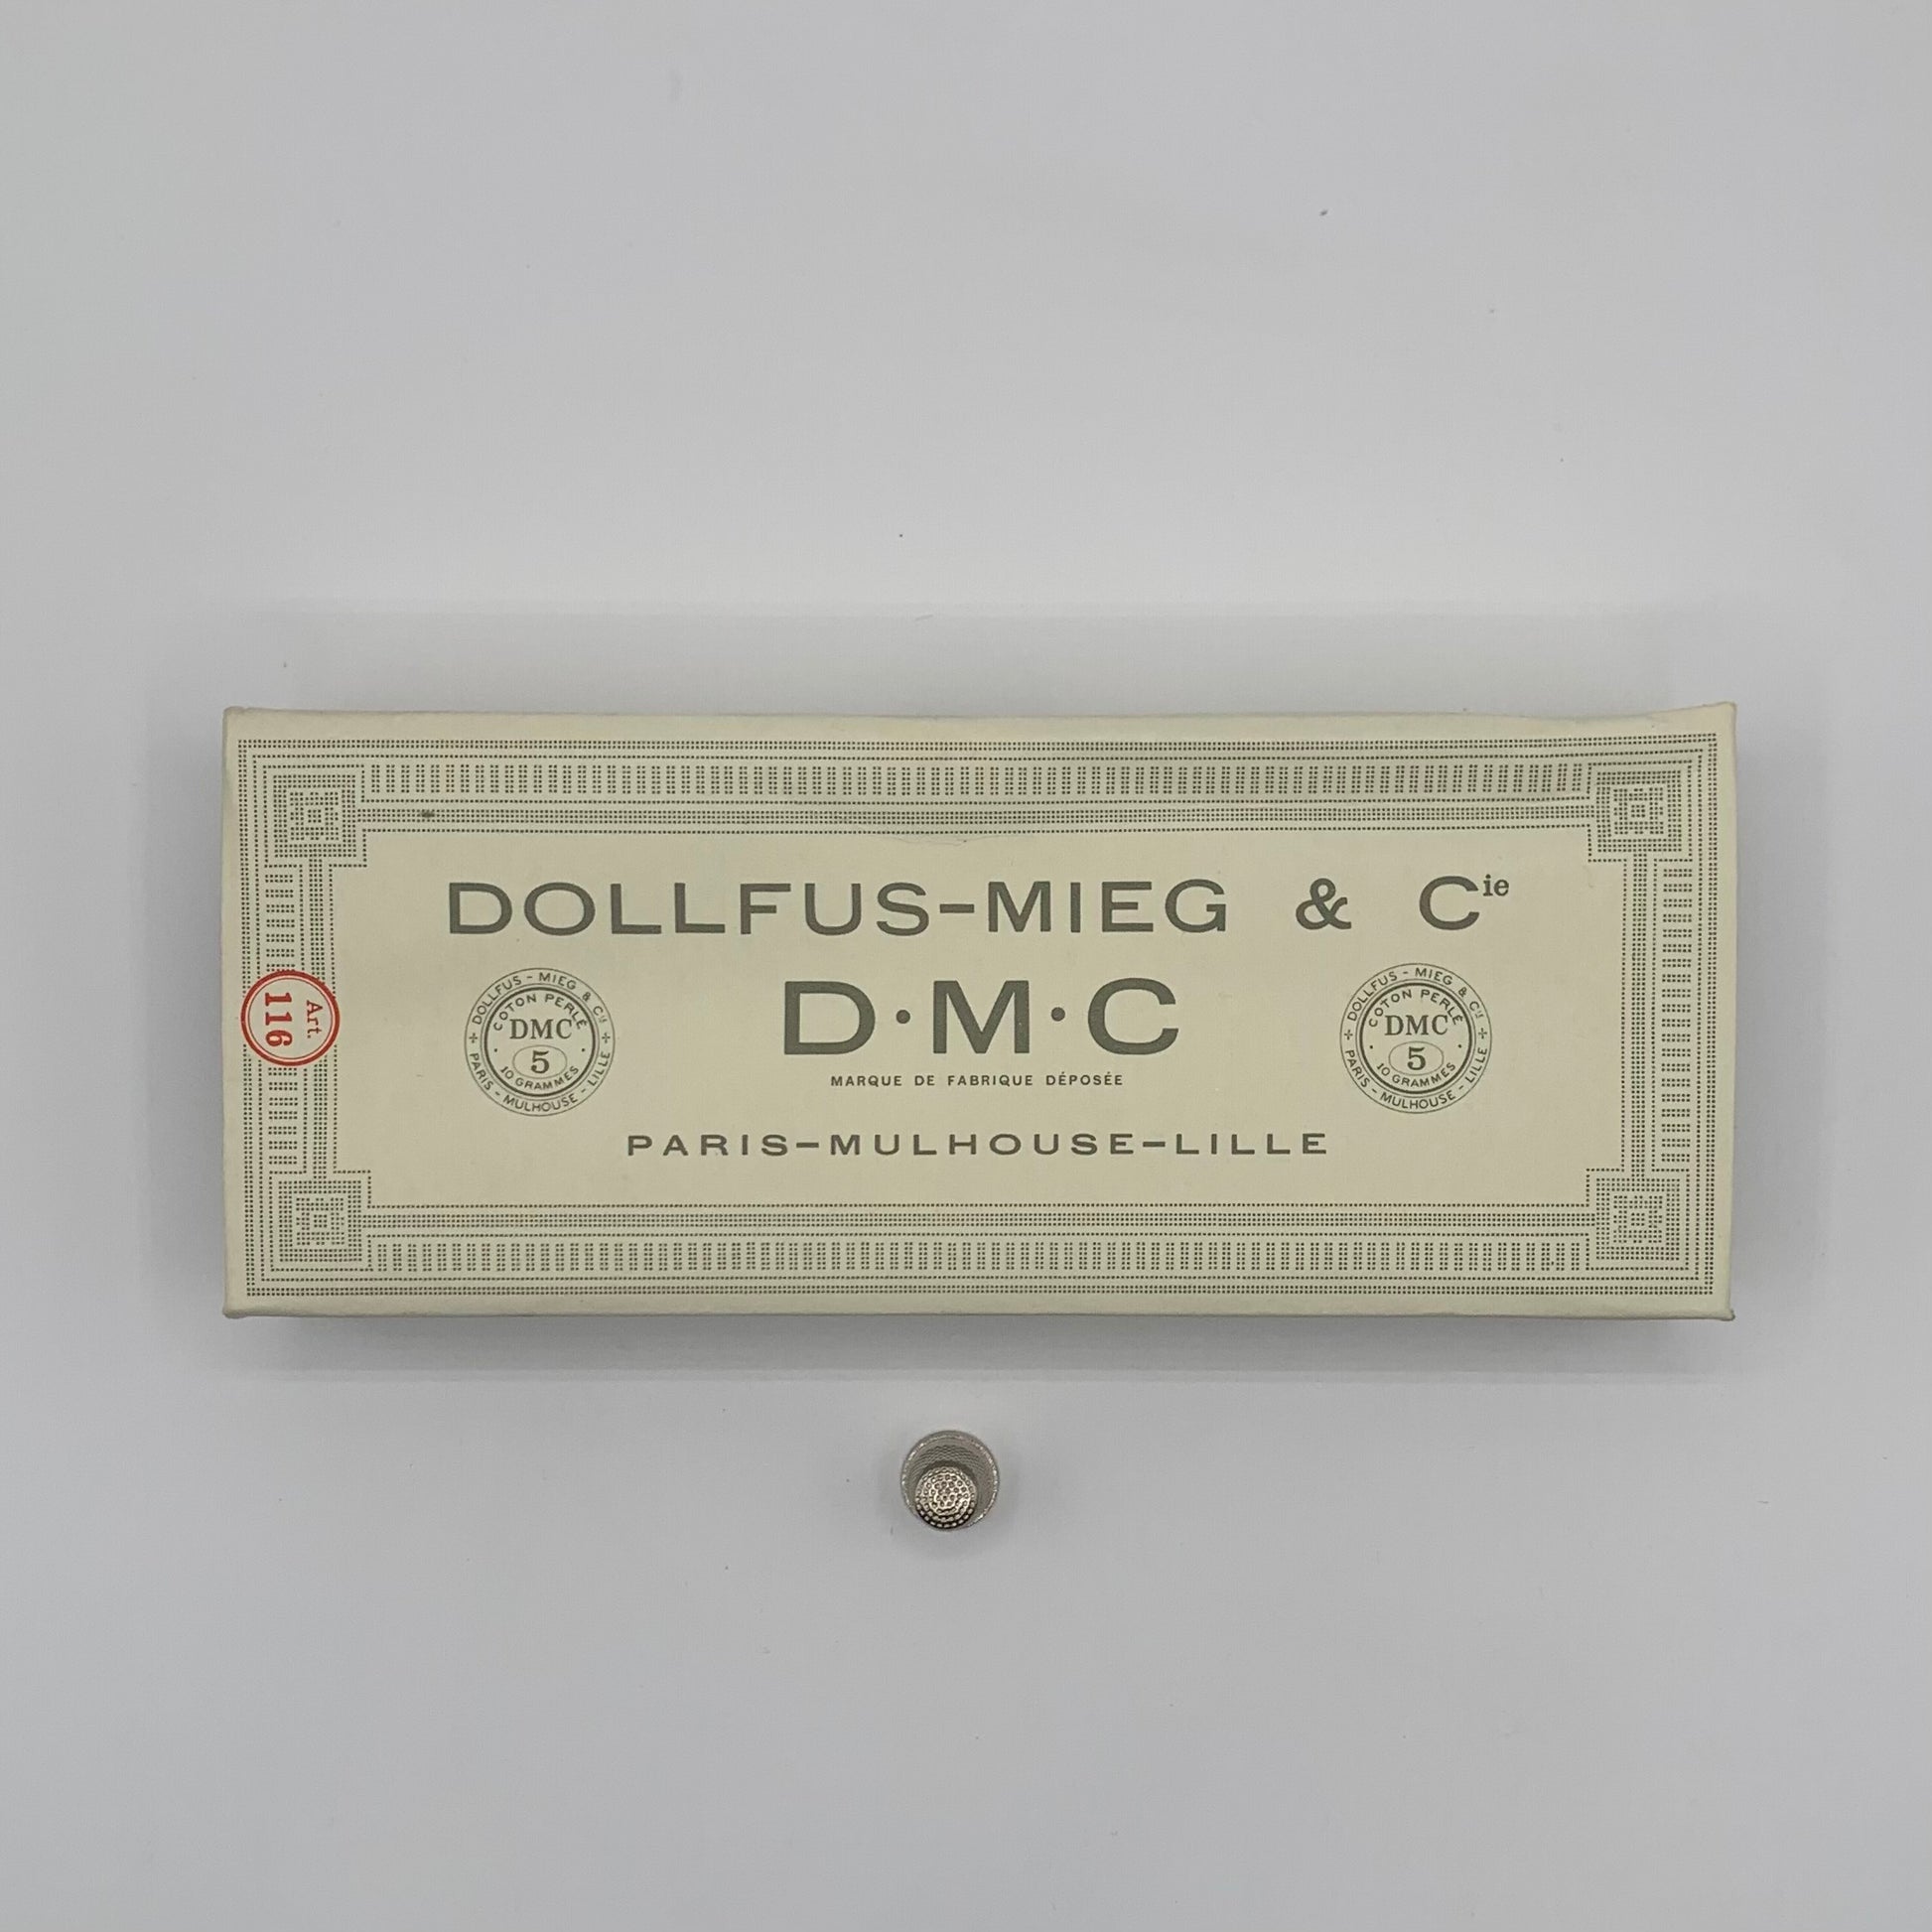 DOLLFUS-MIEG & Cie
D·M·C
MARQUE DE FABRIQUE DÉPOSÉE
PARIS-MULHOUSE-LILLE
Art.
116
DOLLFUS - MIEG & Cie
COTON PERLÉ
DMC
5
10 GRAMMES
PARIS - MULHOUSE - LILLE
DOLLFUS - MIEG & Cie
COTON PERLÉ
DMC
5
10 GRAMMES
PARIS - MULHOUSE - LILLE